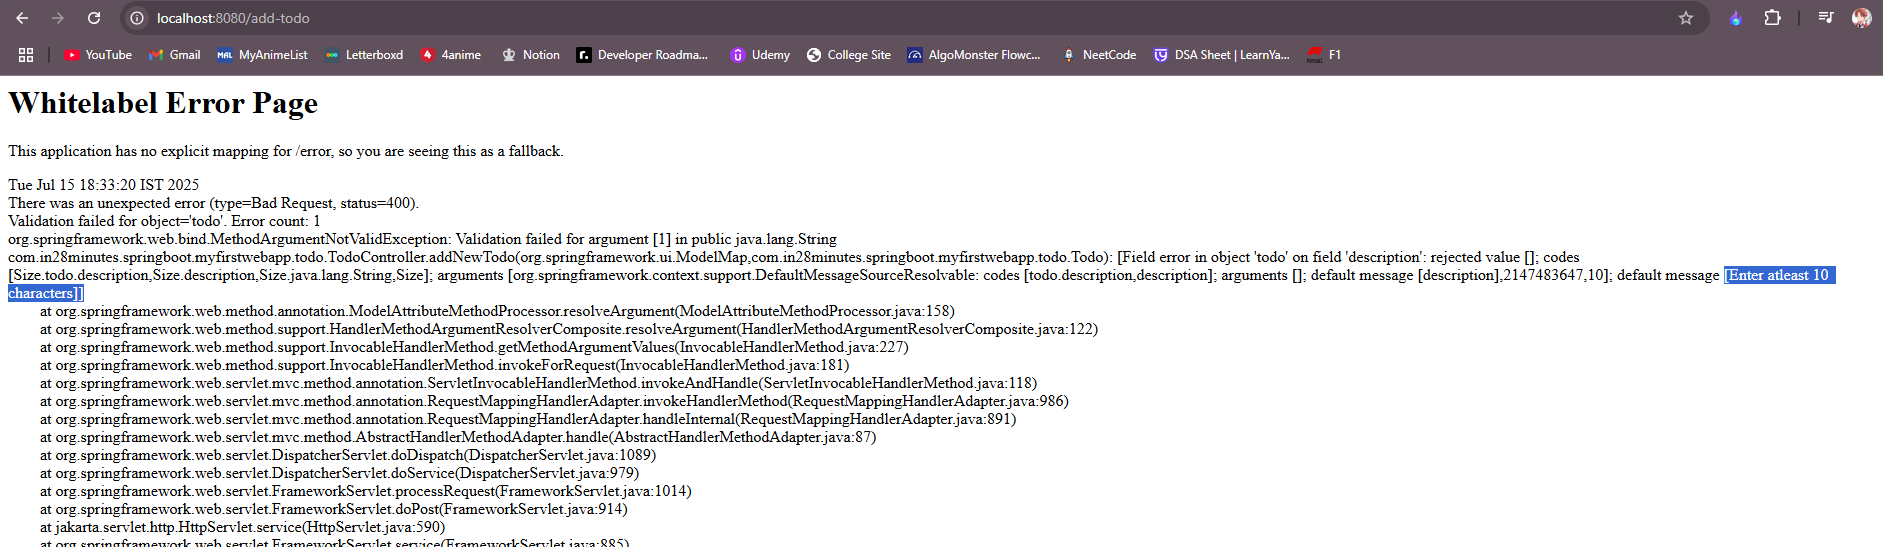 localhost:8080/add-todo
YouTube Gmail MyAnimeList Letterboxd 4anime Notion Developer Roadma... Udemy College Site AlgoMonster Flowc... NeetCode DSA Sheet | LearnYa... F1
Whitelabel Error Page
This application has no explicit mapping for /error, so you are seeing this as a fallback.
Tue Jul 15 18:33:20 IST 2025
There was an unexpected error (type=Bad Request, status=400).
Validation failed for object='todo'. Error count: 1
org.springframework.web.bind.MethodArgumentNotValidException: Validation failed for argument [1] in public java.lang.String
com.in28minutes.springboot.myfirstwebapp.todo.TodoController.addNewTodo(org.springframework.ui.ModelMap,com.in28minutes.springboot.myfirstwebapp.todo.Todo): [Field error in object 'todo' on field 'description': rejected value []; codes
[Size.todo.description,Size.description,Size.java.lang.String,Size]; arguments [org.springframework.context.support.DefaultMessageSourceResolvable: codes [todo.description,description]; arguments []; default message [description],2147483647,10]; default message [Enter atleast 10
characters]]
at org.springframework.web.method.annotation.ModelAttributeMethodProcessor.resolveArgument(ModelAttributeMethodProcessor.java:158)
at org.springframework.web.method.support.HandlerMethodArgumentResolverComposite.resolveArgument(HandlerMethodArgumentResolverComposite.java:122)
at org.springframework.web.method.support.InvocableHandlerMethod.getMethodArgumentValues(InvocableHandlerMethod.java:227)
at org.springframework.web.method.support.InvocableHandlerMethod.invokeForRequest(InvocableHandlerMethod.java:181)
at org.springframework.web.servlet.mvc.method.annotation.ServletInvocableHandlerMethod.invokeAndHandle(ServletInvocableHandlerMethod.java:118)
at org.springframework.web.servlet.mvc.method.annotation.RequestMappingHandlerAdapter.invokeHandlerMethod(RequestMappingHandlerAdapter.java:986)
at org.springframework.web.servlet.mvc.method.annotation.RequestMappingHandlerAdapter.handleInternal(RequestMappingHandlerAdapter.java:891)
at org.springframework.web.servlet.mvc.method.AbstractHandlerMethodAdapter.handle(AbstractHandlerMethodAdapter.java:87)
at org.springframework.web.servlet.DispatcherServlet.doDispatch(DispatcherServlet.java:1089)
at org.springframework.web.servlet.DispatcherServlet.doService(DispatcherServlet.java:979)
at org.springframework.web.servlet.FrameworkServlet.processRequest(FrameworkServlet.java:1014)
at org.springframework.web.servlet.FrameworkServlet.doPost(FrameworkServlet.java:914)
at jakarta.servlet.http.HttpServlet.service(HttpServlet.java:590)
at org.springframework.web.servlet.FrameworkServlet.service(FrameworkServlet.java:885)